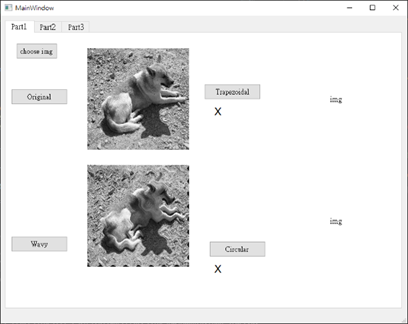 MainWindow
Part1 Part2 Part3
choose img
Original
Trapezoidal
X
img
Wavy
Circular
X
img